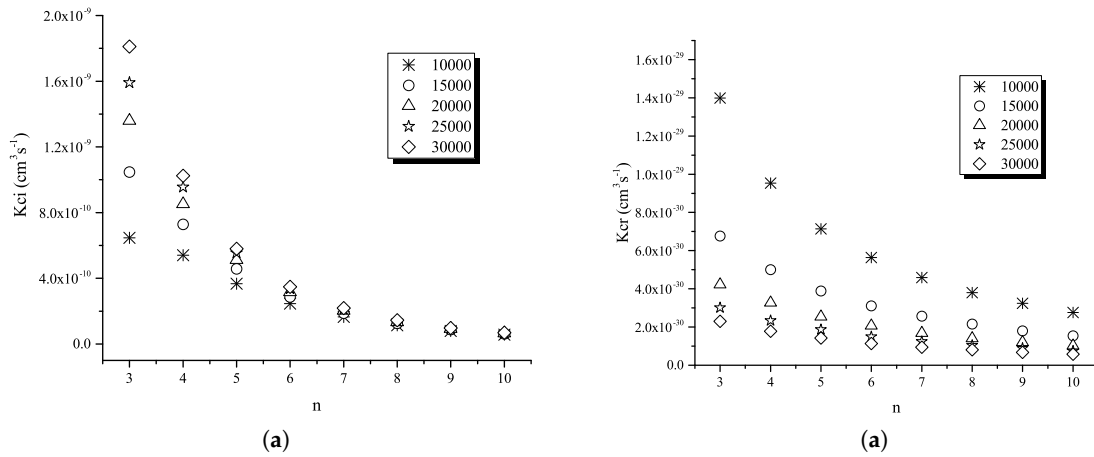 2.0x10⁻⁹
1.6x10⁻⁹
1.2x10⁻⁹
8.0x10⁻¹⁰
4.0x10⁻¹⁰
0.0
Kci (cm³s⁻¹)
10000
15000
20000
25000
30000
3 4 5 6 7 8 9 10
n
(a)
1.6x10⁻²⁹
1.4x10⁻²⁹
1.2x10⁻²⁹
1.0x10⁻²⁹
8.0x10⁻³⁰
6.0x10⁻³⁰
4.0x10⁻³⁰
2.0x10⁻³⁰
0.0
Kcr (cm³s⁻¹)
10000
15000
20000
25000
30000
3 4 5 6 7 8 9 10
n
(a)